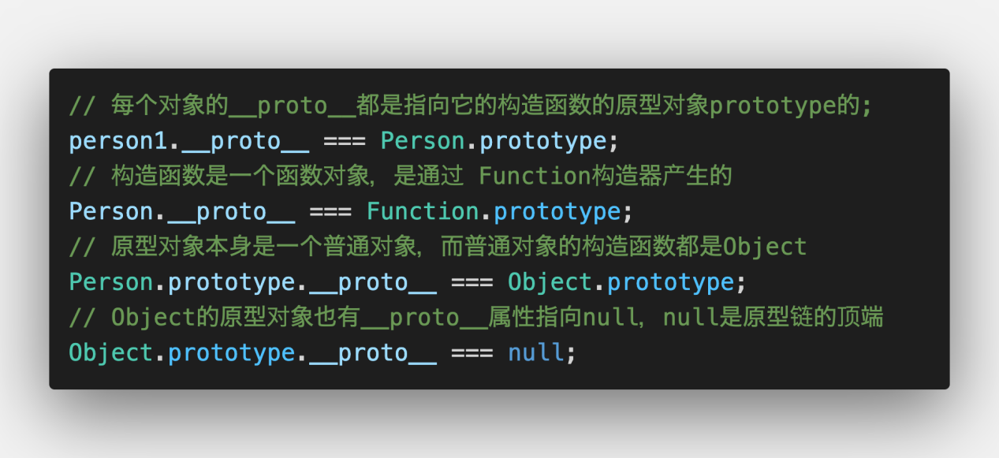 // 每个对象的__proto__都是指向它的构造函数的原型对象prototype的;
person1.__proto__ === Person.prototype;
// 构造函数是一个函数对象，是通过 Function构造器产生的
Person.__proto__ === Function.prototype;
// 原型对象本身是一个普通对象，而普通对象的构造函数都是Object
Person.prototype.__proto__ === Object.prototype;
// Object的原型对象也有__proto__属性指向null，null是原型链的顶端
Object.prototype.__proto__ === null;